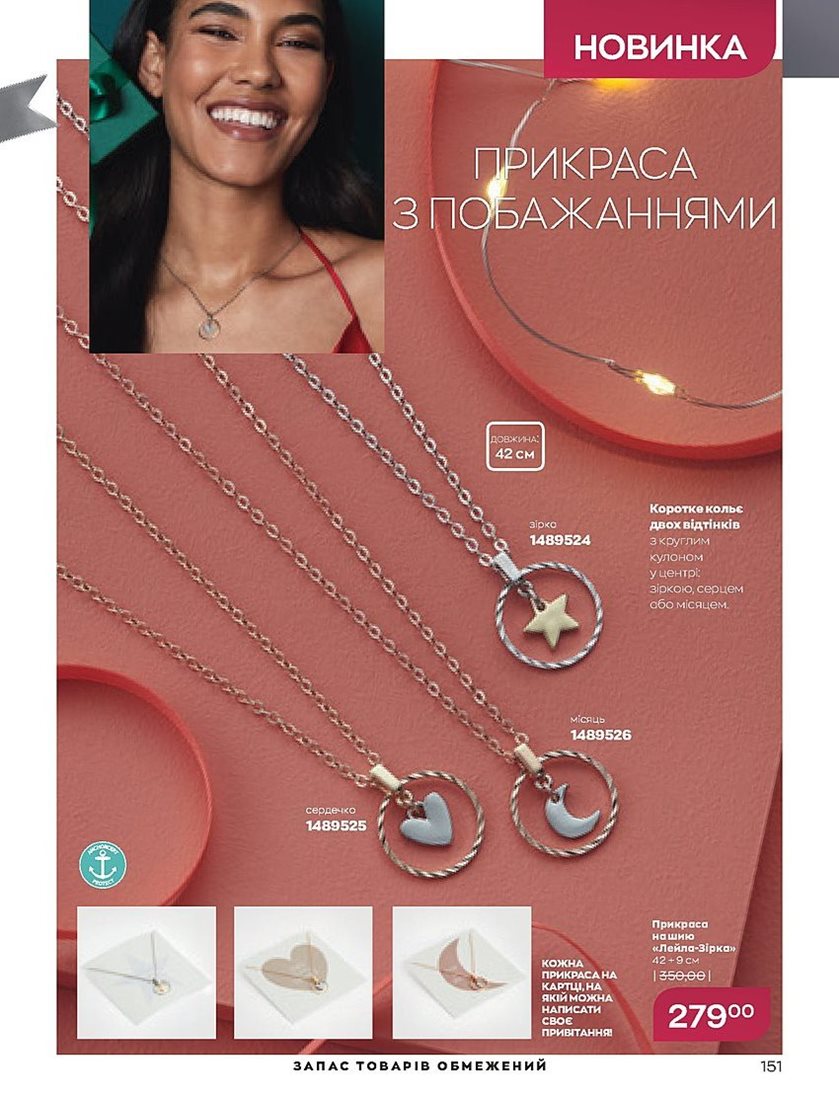 НОВИНКА
ПРИКРАСА
З ПОБАЖАННЯМИ
ДОВЖИНА:
42 СМ
зірка
1489524
Коротке кольє
двох відтінків
з круглим
кулоном
у центрі:
зіркою, серцем
або місяцем.
місяць
1489526
сердечко
1489525
КОЖНА
ПРИКРАСА НА
КАРТЦІ, НА
ЯКІЙ МОЖНА
НАПИСАТИ
СВОЄ
ПРИВІТАННЯ!
Прикраса
на шию
«Лейла-Зірка»
42 + 9 см
| 350,00 |
279⁰⁰
ЗАПАС ТОВАРІВ ОБМЕЖЕНИЙ
151